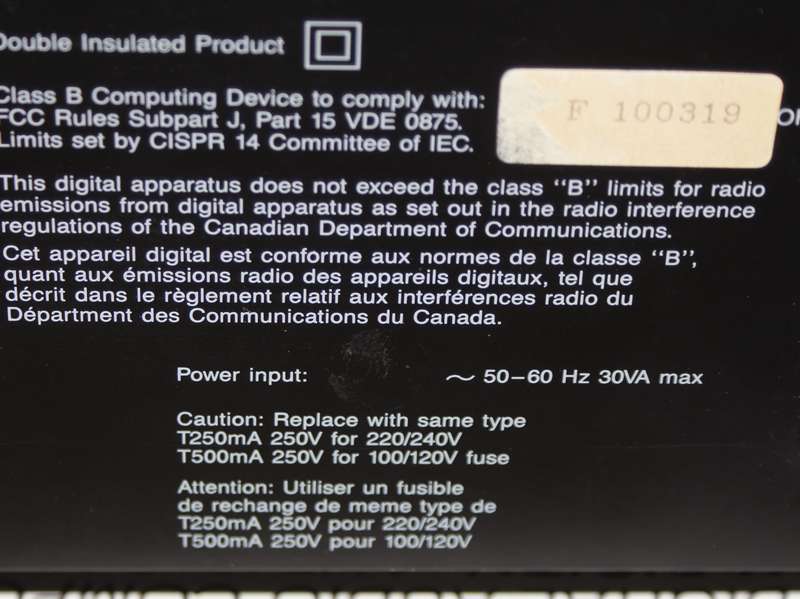 Double Insulated Product
Class B Computing Device to comply with:
FCC Rules Subpart J, Part 15 VDE 0875.
Limits set by CISPR 14 Committee of IEC.
F 100319
This digital apparatus does not exceed the class "B" limits for radio
emissions from digital apparatus as set out in the radio interference
regulations of the Canadian Department of Communications.
Cet appareil digital est conforme aux normes de la classe "B",
quant aux émissions radio des appareils digitaux, tel que
décrit dans le règlement relatif aux interférences radio du
Départment des Communications du Canada.
Power input: ~ 50-60 Hz 30VA max
Caution: Replace with same type
T250mA 250V for 220/240V
T500mA 250V for 100/120V fuse
Attention: Utiliser un fusible
de rechange de meme type de
T250mA 250V pour 220/240V
T500mA 250V pour 100/120V